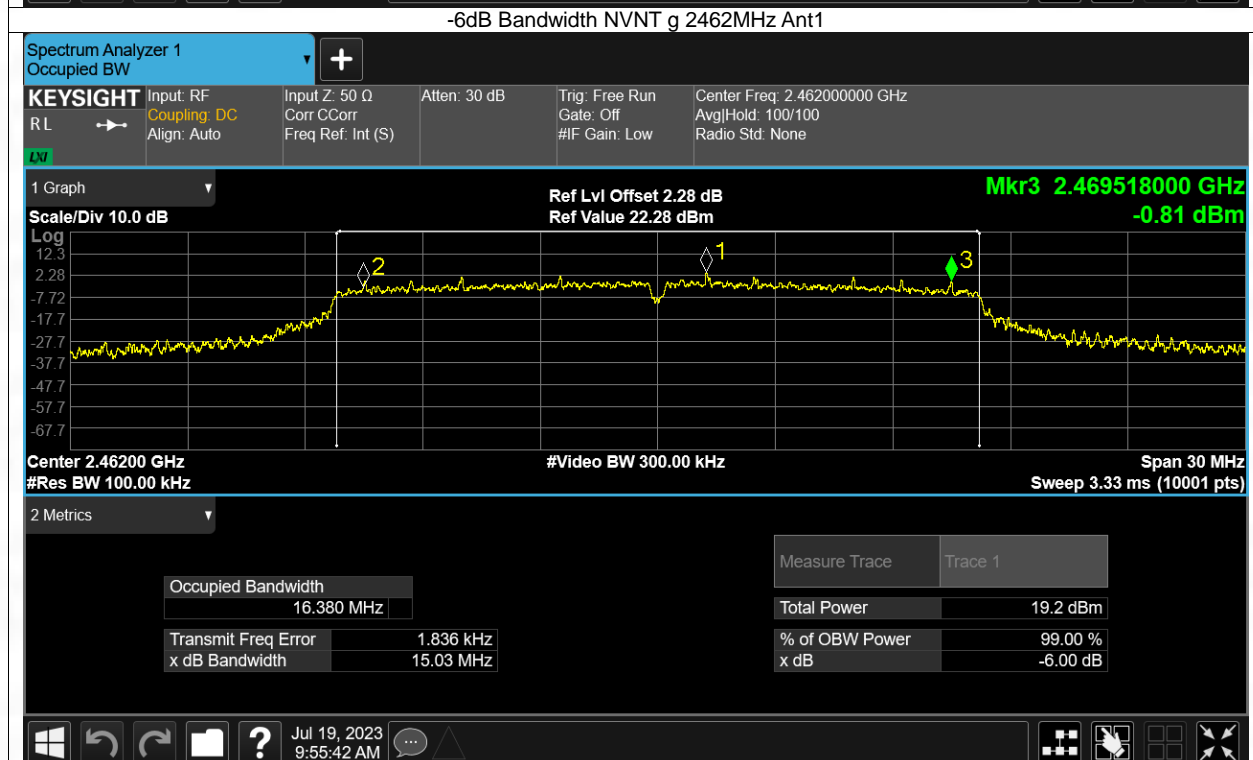 -6dB Bandwidth NVNT g 2462MHz Ant1
Spectrum Analyzer 1
Occupied BW
+
KEYSIGHT
RL
LXI
Input: RF
Coupling: DC
Align: Auto
Input Z: 50 Ω
Corr CCorr
Freq Ref: Int (S)
Atten: 30 dB
Trig: Free Run
Gate: Off
#IF Gain: Low
Center Freq: 2.462000000 GHz
Avg|Hold: 100/100
Radio Std: None
1 Graph
Ref Lvl Offset 2.28 dB
Mkr3 2.469518000 GHz
Scale/Div 10.0 dB
Ref Value 22.28 dBm
-0.81 dBm
Log
12.3
2.28
-7.72
-17.7
-27.7
-37.7
-47.7
-57.7
-67.7
2
1
3
Center 2.46200 GHz
#Video BW 300.00 kHz
Span 30 MHz
#Res BW 100.00 kHz
Sweep 3.33 ms (10001 pts)
2 Metrics
Measure Trace
Trace 1
Occupied Bandwidth
16.380 MHz
Total Power
19.2 dBm
Transmit Freq Error
1.836 kHz
% of OBW Power
99.00 %
x dB Bandwidth
15.03 MHz
x dB
-6.00 dB
?
Jul 19, 2023
9:55:42 AM